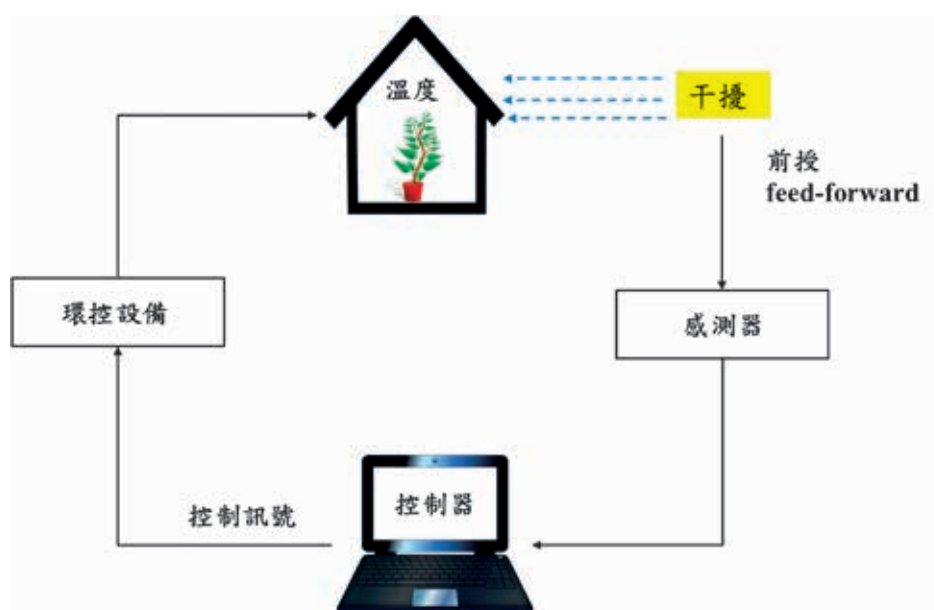 溫度
干擾
前授
feed-forward
環控設備
感測器
控制訊號
控制器